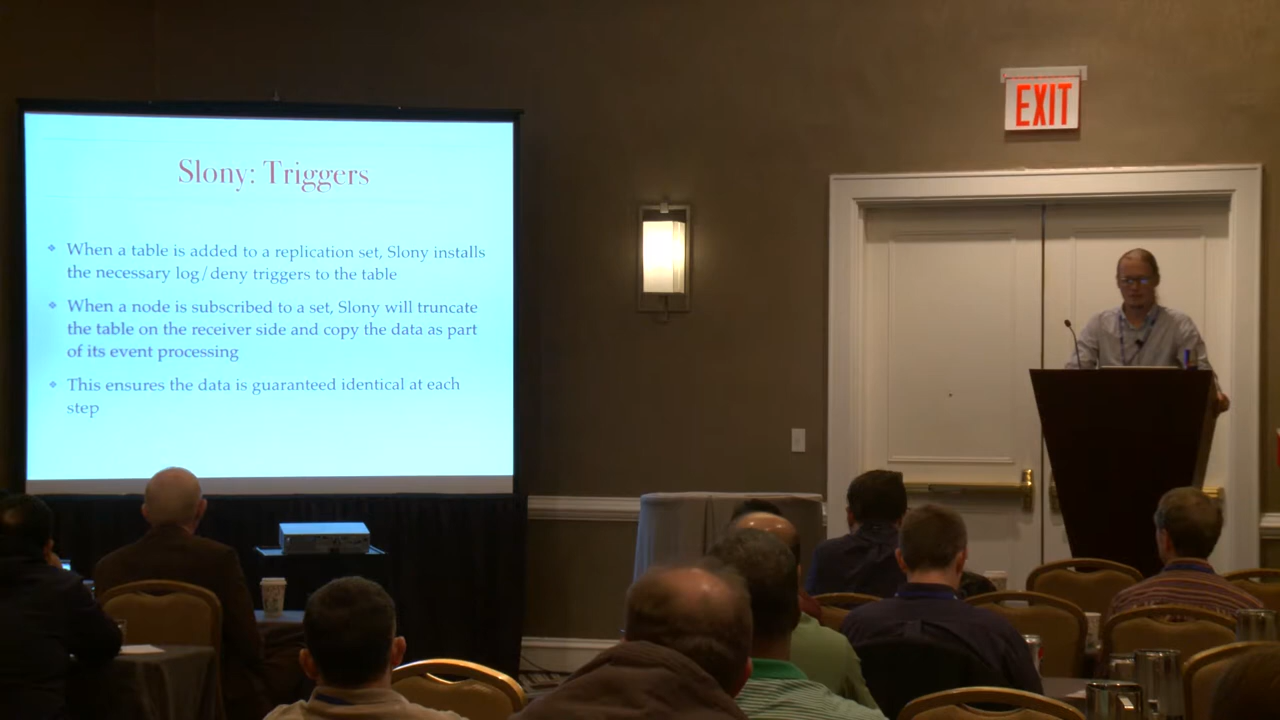 Slony: Triggers
When a table is added to a replication set, Slony installs
the necessary log/deny triggers to the table
When a node is subscribed to a set, Slony will truncate
the table on the receiver side and copy the data as part
of its event processing
This ensures the data is guaranteed identical at each
step
EXIT